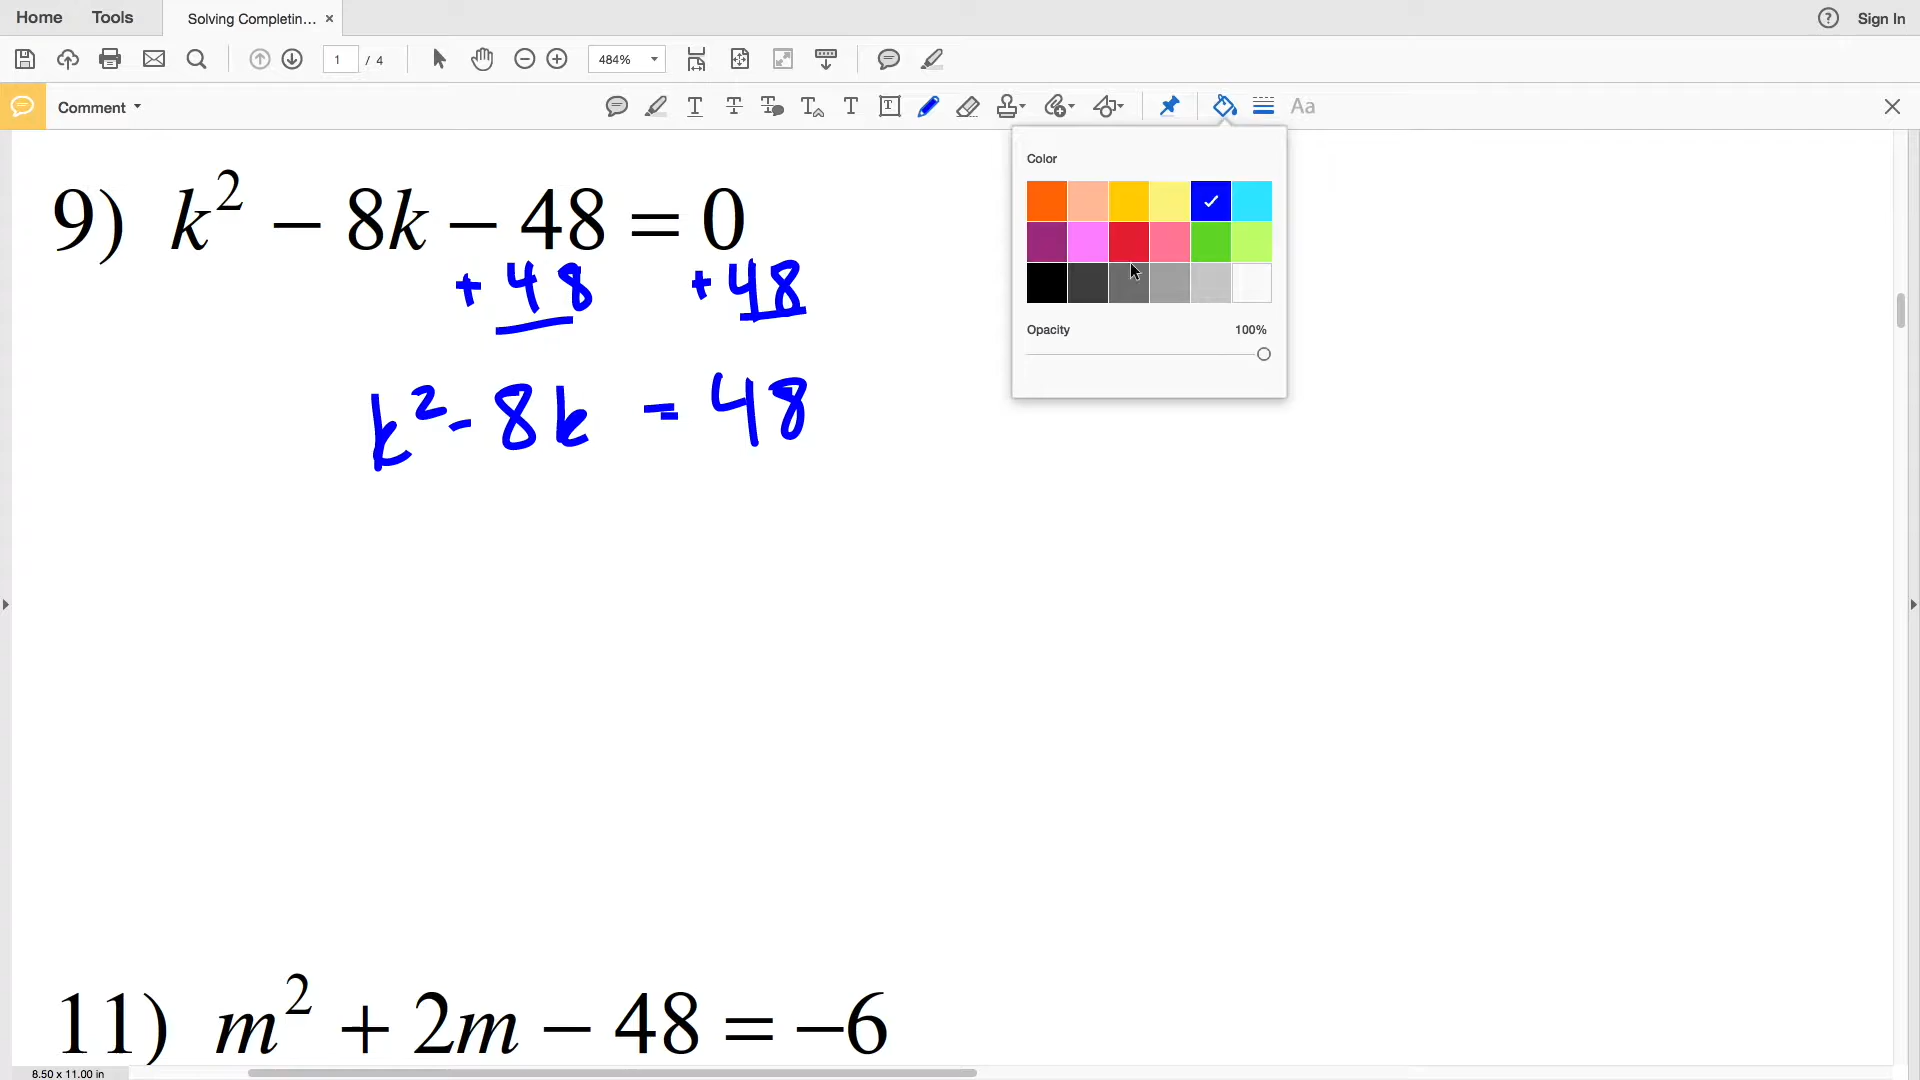 Home Tools Solving Completin... × Sign In
1 / 4 484%
Comment Aa
Color
9) k² − 8k − 48 = 0
+ 48 + 48
Opacity 100%
k² - 8k = 48
11) m² + 2m − 48 = −6
8.50 x 11.00 in